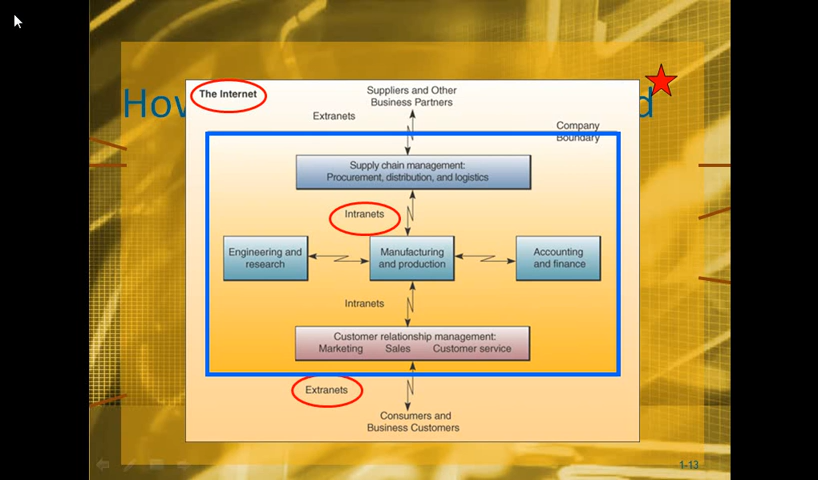 The Internet
Suppliers and Other
Business Partners
Extranets
Company
Boundary
Supply chain management:
Procurement, distribution, and logistics
Intranets
Engineering and
research
Manufacturing
and production
Accounting
and finance
Intranets
Customer relationship management:
Marketing Sales Customer service
Extranets
Consumers and
Business Customers
1-13